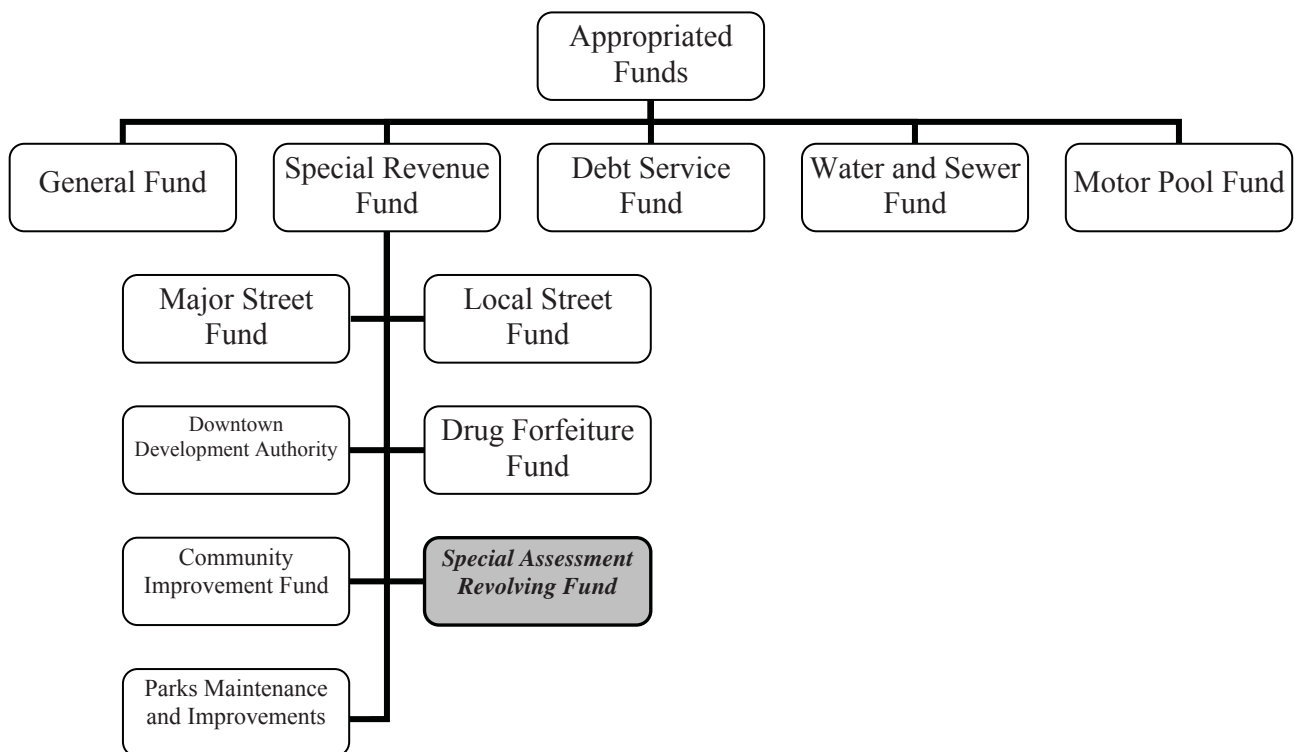 Appropriated
Funds
General Fund
Special Revenue
Fund
Debt Service
Fund
Water and Sewer
Fund
Motor Pool Fund
Major Street
Fund
Local Street
Fund
Downtown
Development Authority
Drug Forfeiture
Fund
Community
Improvement Fund
Special Assessment
Revolving Fund
Parks Maintenance
and Improvements